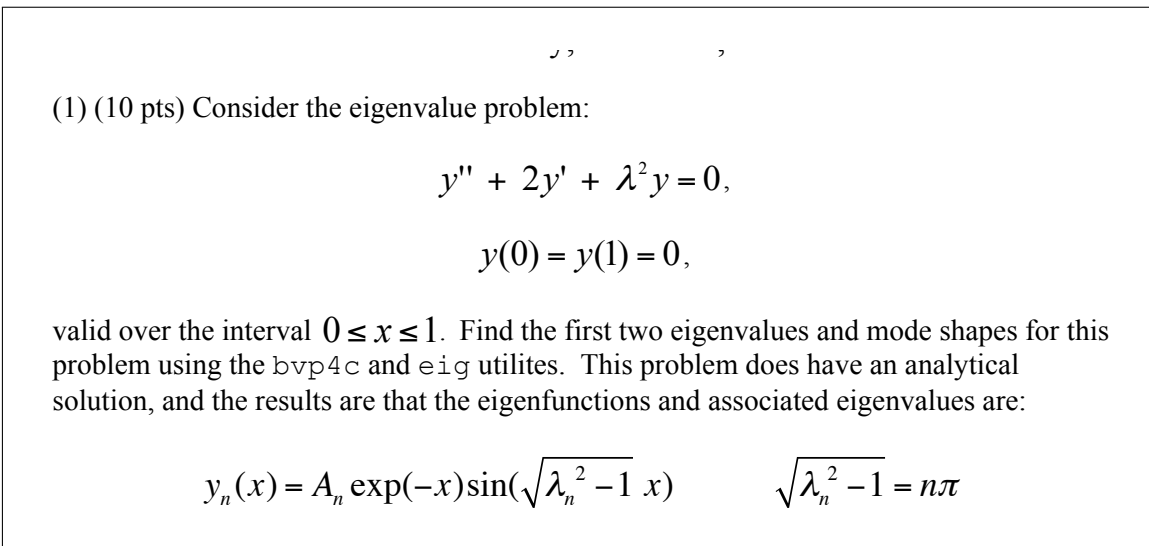 (1) (10 pts) Consider the eigenvalue problem:
y'' + 2y' + λ²y = 0,
y(0) = y(1) = 0,
valid over the interval 0 ≤ x ≤ 1. Find the first two eigenvalues and mode shapes for this
problem using the bvp4c and eig utilites. This problem does have an analytical
solution, and the results are that the eigenfunctions and associated eigenvalues are:
yₙ(x) = Aₙ exp(−x)sin(√(λₙ² −1) x) √(λₙ² −1) = nπ